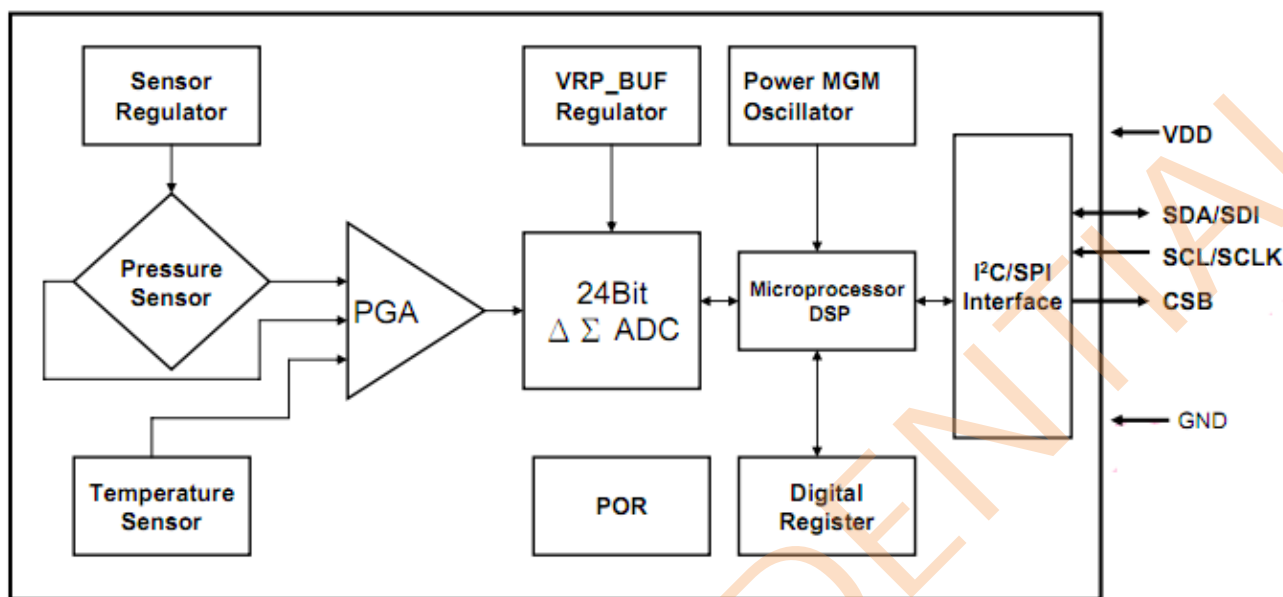 Sensor
Regulator
VRP_BUF
Regulator
Power MGM
Oscillator
VDD
SDA/SDI
SCL/SCLK
CSB
GND
Pressure
Sensor
PGA
24Bit
Δ Σ ADC
Microprocessor
DSP
I²C/SPI
Interface
Temperature
Sensor
POR
Digital
Register
DENTIAL